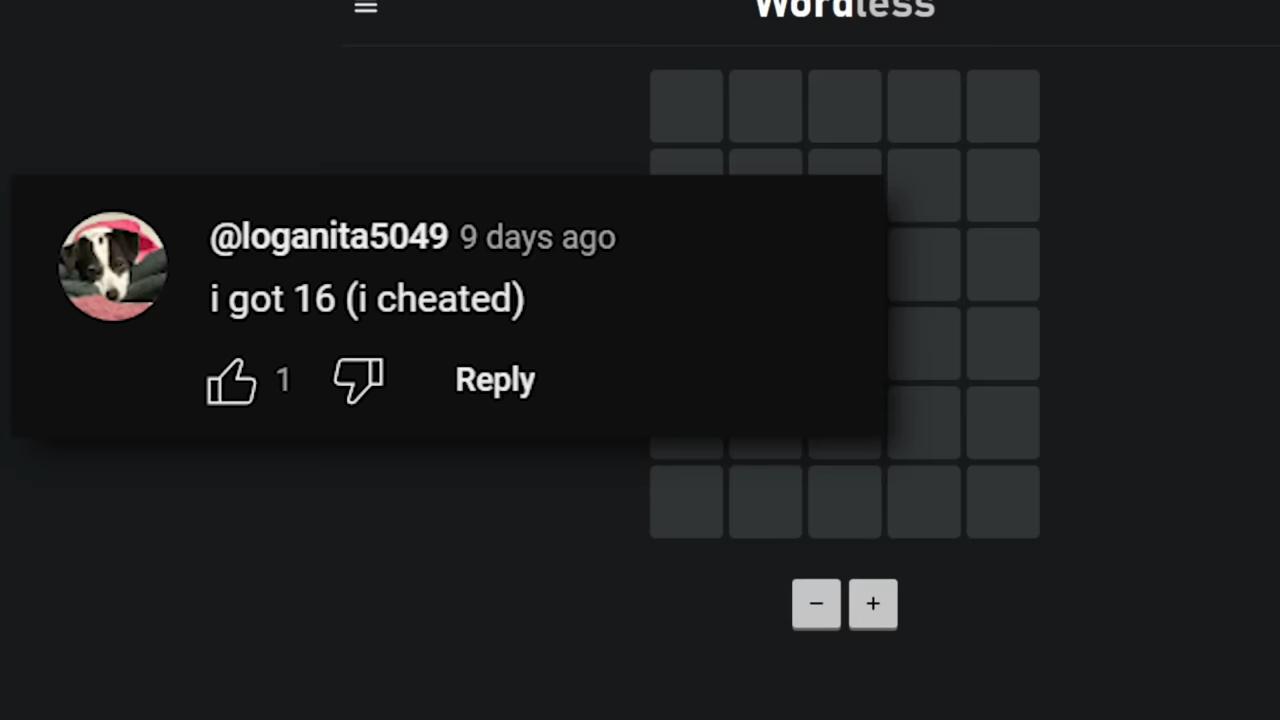 Wordless
@loganita5049 9 days ago
i got 16 (i cheated)
1 Reply
− +